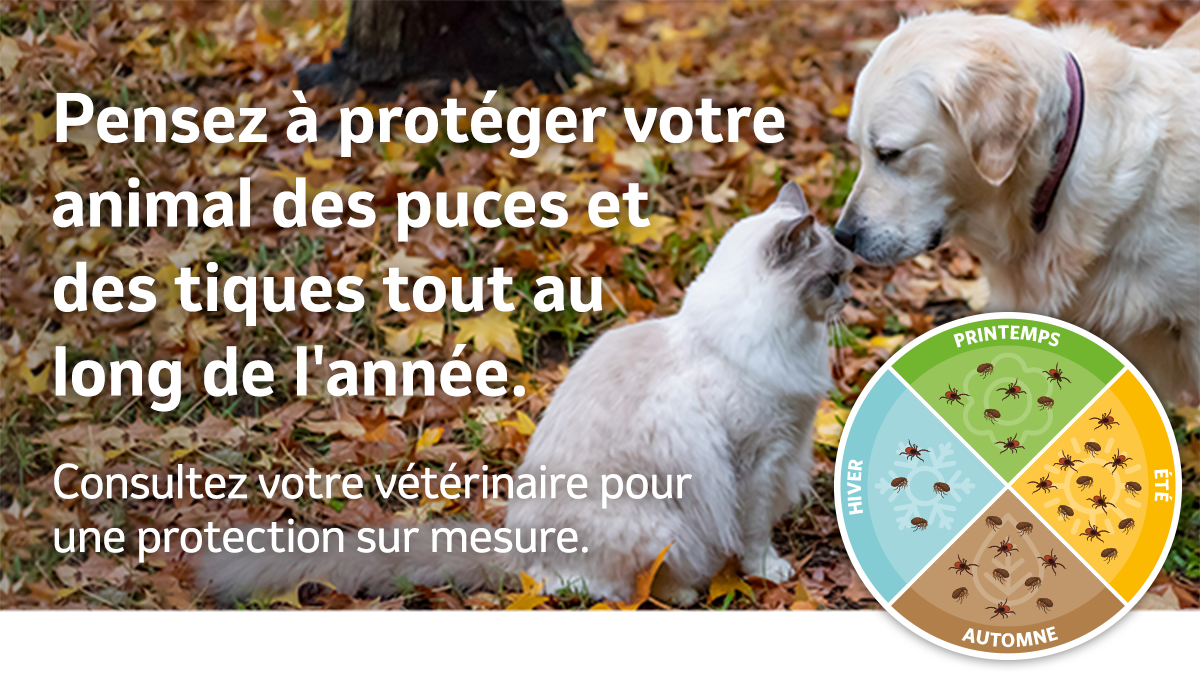 Pensez à protéger votre
animal des puces et
des tiques tout au
long de l'année.
Consultez votre vétérinaire pour
une protection sur mesure.
PRINTEMPS
HIVER
ÉTÉ
AUTOMNE